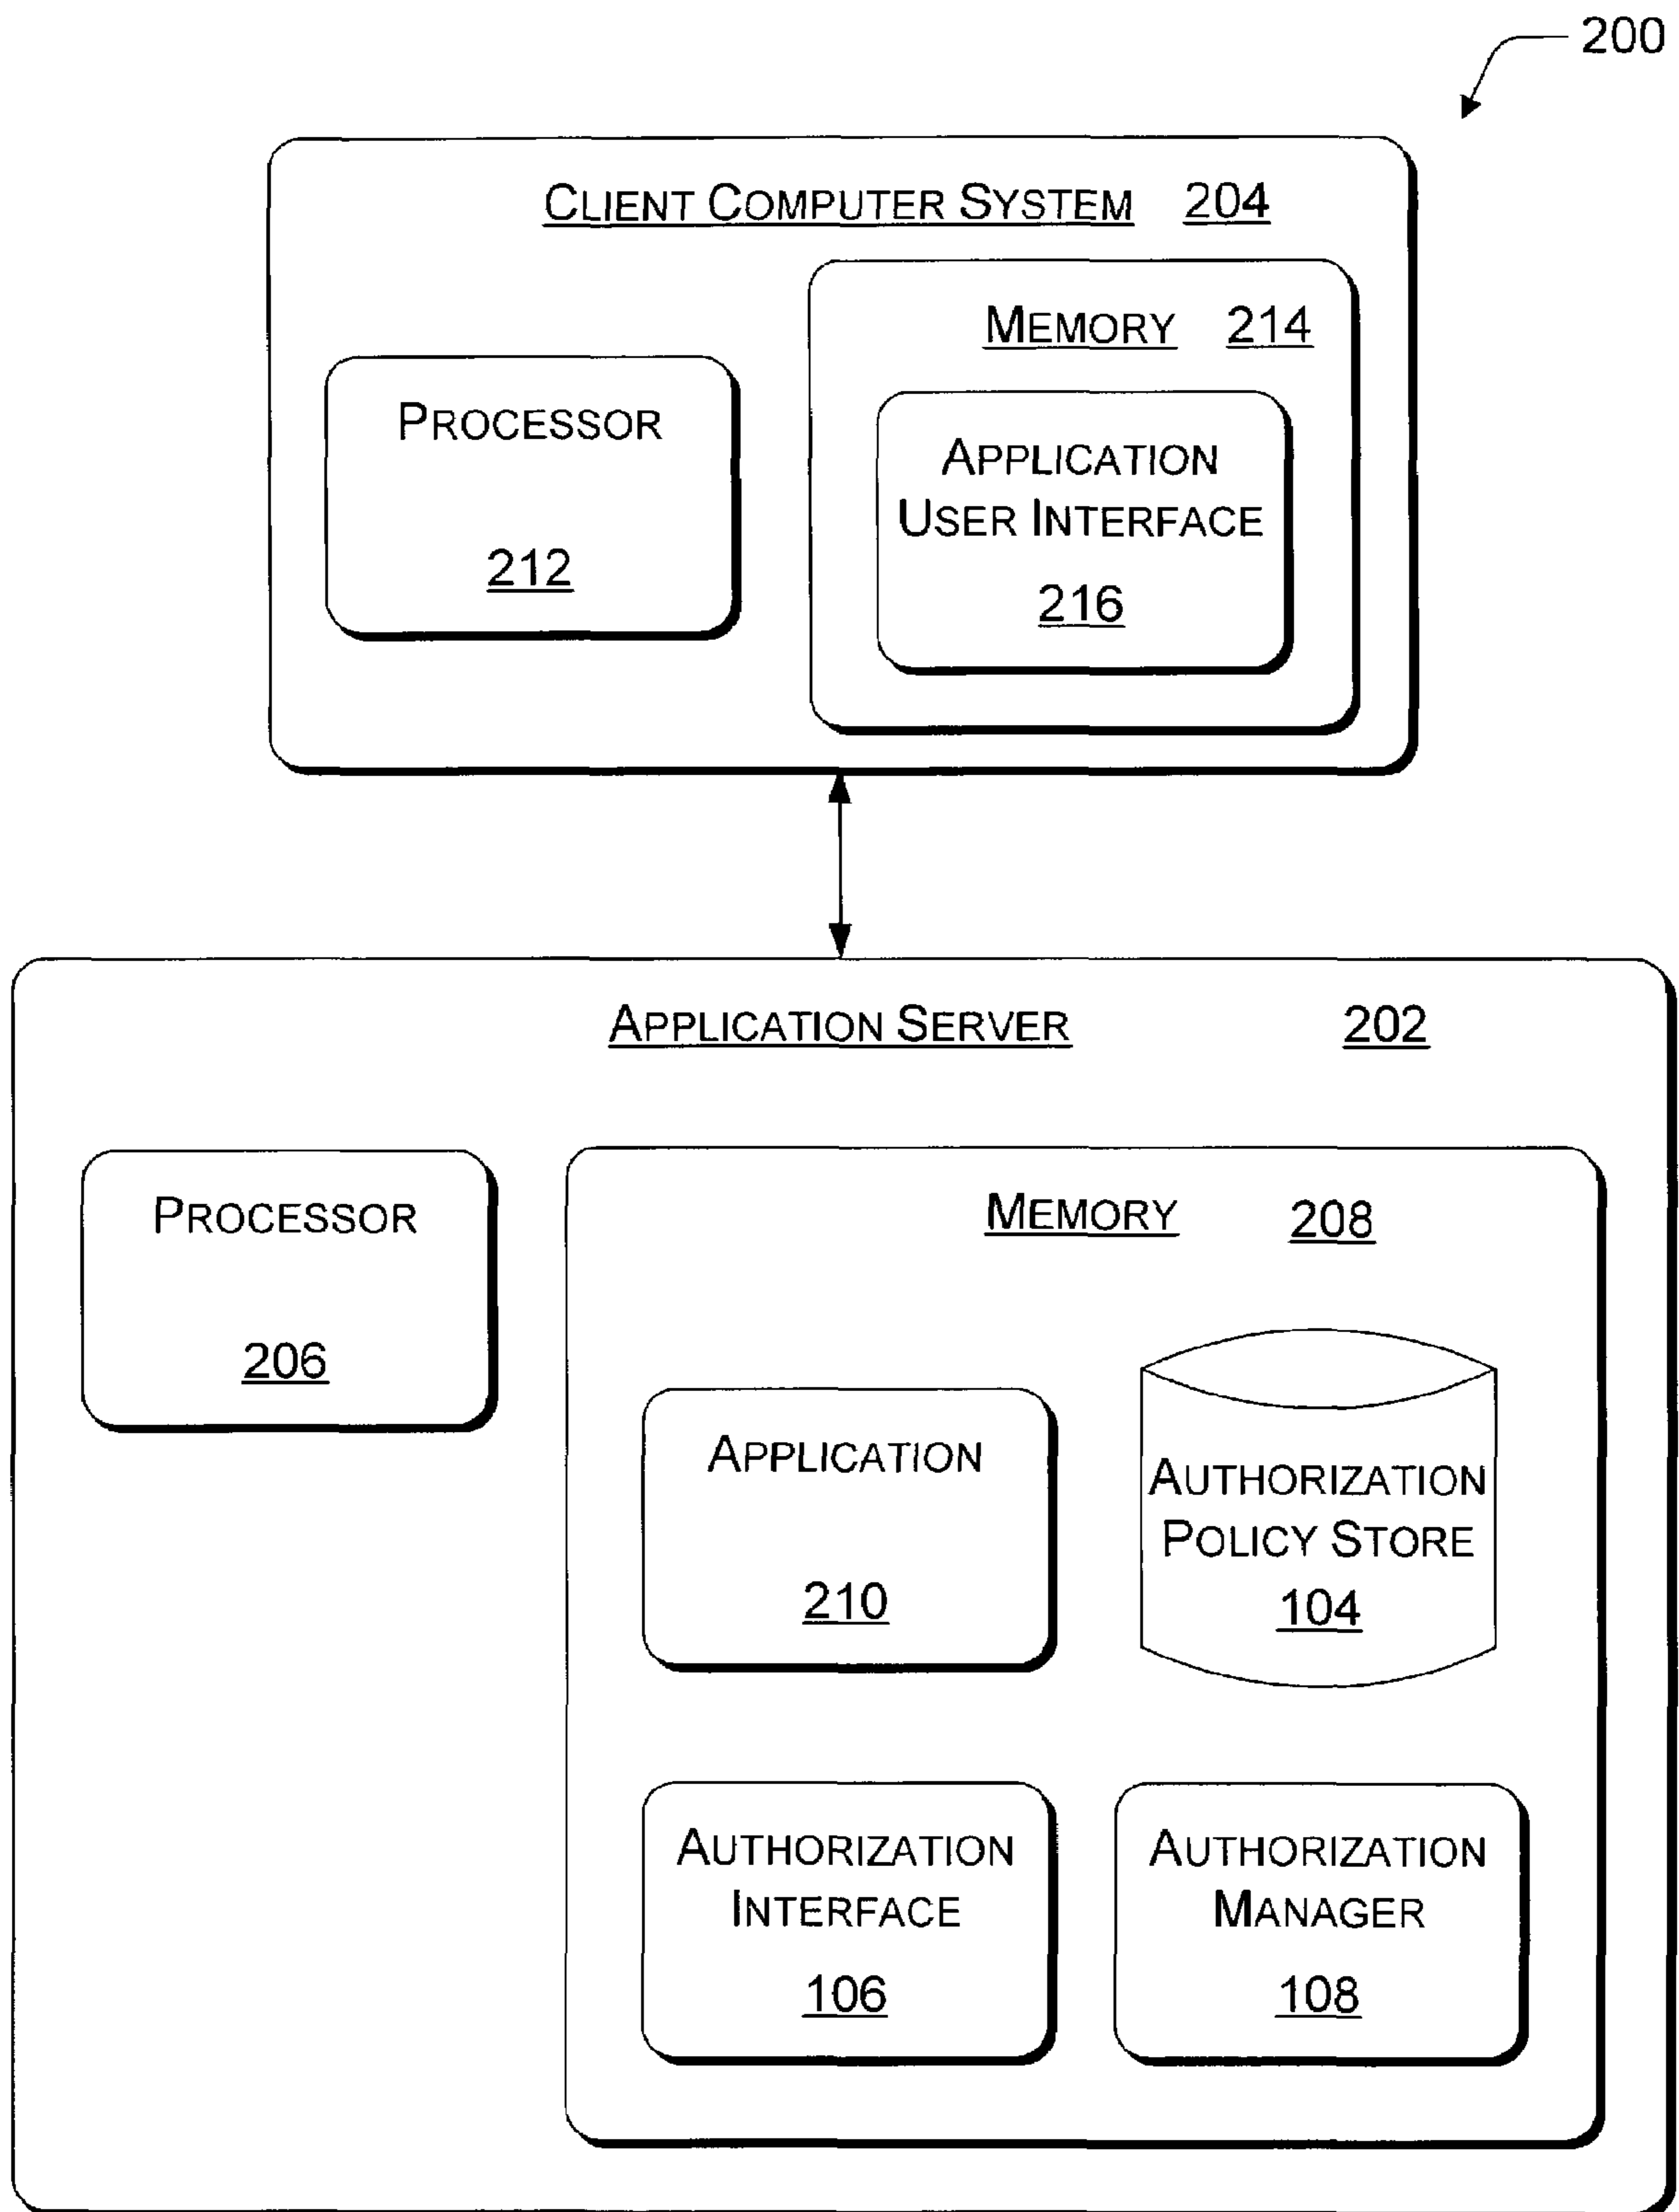 200
CLIENT COMPUTER SYSTEM 204
MEMORY 214
PROCESSOR
212
APPLICATION
USER INTERFACE
216
APPLICATION SERVER 202
PROCESSOR
206
MEMORY 208
APPLICATION
210
AUTHORIZATION
POLICY STORE
104
AUTHORIZATION
INTERFACE
106
AUTHORIZATION
MANAGER
108